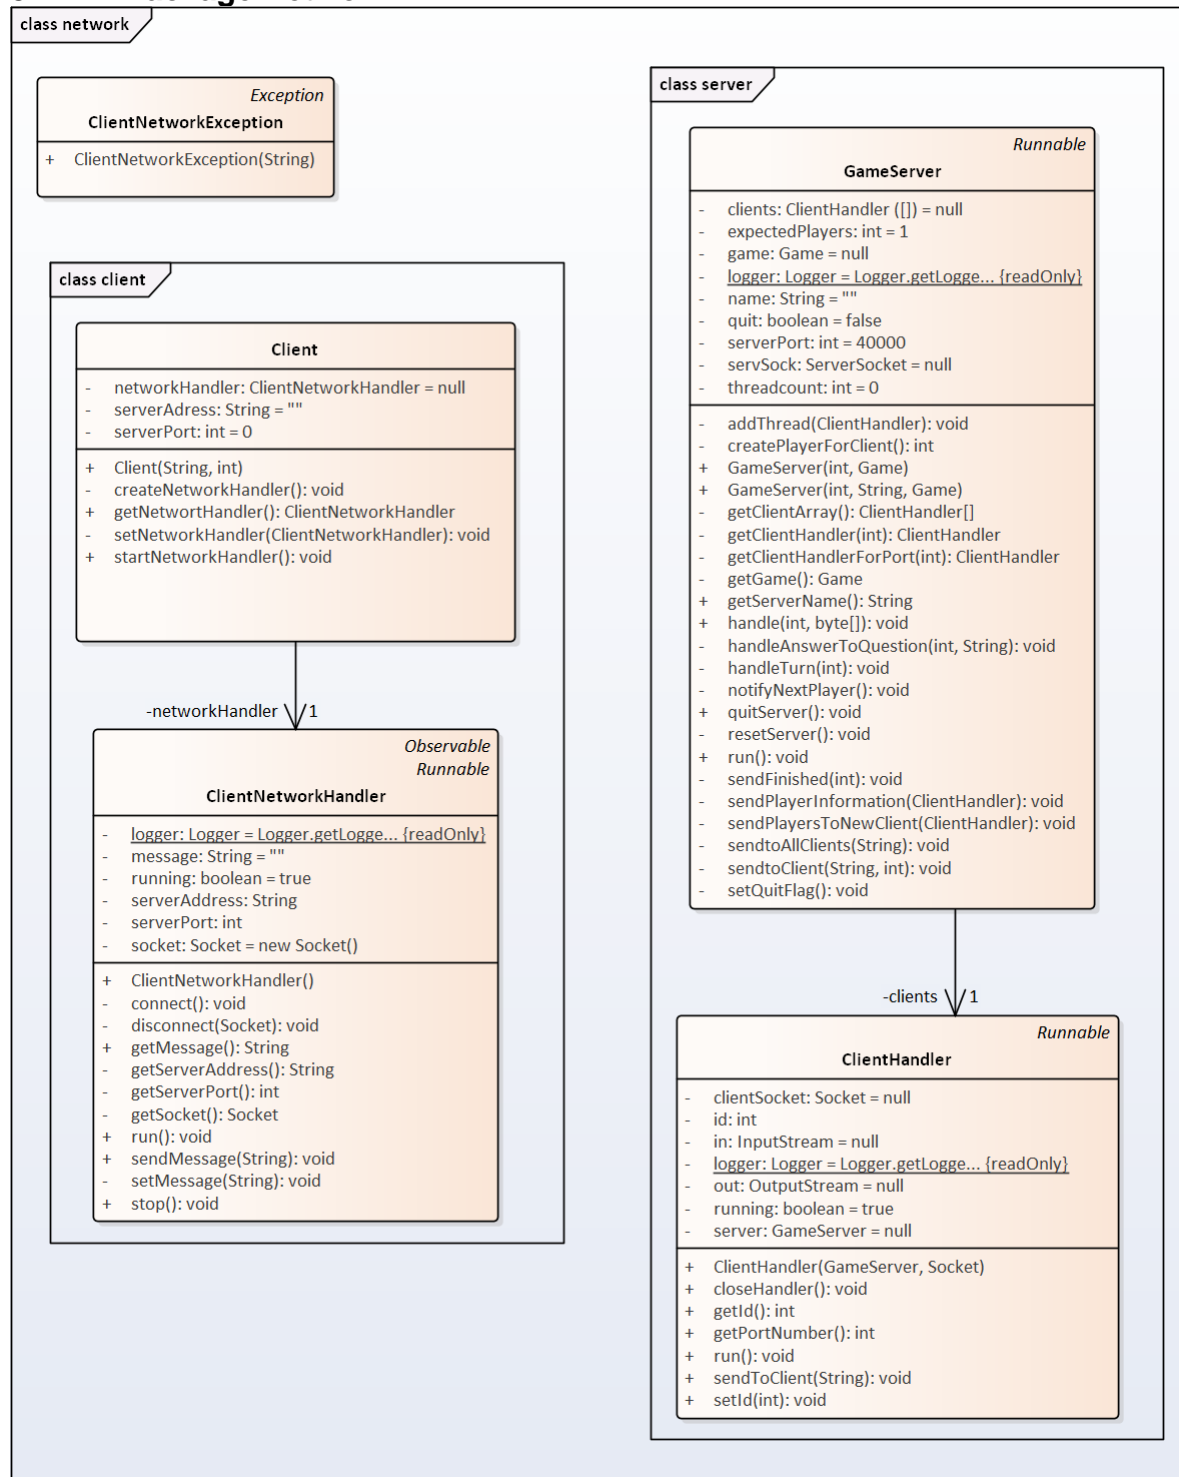 class network
Exception
ClientNetworkException
+ ClientNetworkException(String)
class client
Client
- networkHandler: ClientNetworkHandler = null
- serverAdress: String = ""
- serverPort: int = 0
+ Client(String, int)
- createNetworkHandler(): void
+ getNetwortHandler(): ClientNetworkHandler
- setNetworkHandler(ClientNetworkHandler): void
+ startNetworkHandler(): void
-networkHandler 1
Observable
Runnable
ClientNetworkHandler
- logger: Logger = Logger.getLogge... {readOnly}
- message: String = ""
- running: boolean = true
- serverAddress: String
- serverPort: int
- socket: Socket = new Socket()
+ ClientNetworkHandler()
- connect(): void
- disconnect(Socket): void
+ getMessage(): String
- getServerAddress(): String
- getServerPort(): int
- getSocket(): Socket
+ run(): void
+ sendMessage(String): void
- setMessage(String): void
+ stop(): void
class server
Runnable
GameServer
- clients: ClientHandler ([]) = null
- expectedPlayers: int = 1
- game: Game = null
- logger: Logger = Logger.getLogge... {readOnly}
- name: String = ""
- quit: boolean = false
- serverPort: int = 40000
- servSock: ServerSocket = null
- threadcount: int = 0
- addThread(ClientHandler): void
- createPlayerForClient(): int
+ GameServer(int, Game)
+ GameServer(int, String, Game)
- getClientArray(): ClientHandler[]
- getClientHandler(int): ClientHandler
- getClientHandlerForPort(int): ClientHandler
- getGame(): Game
+ getServerName(): String
+ handle(int, byte[]): void
- handleAnswerToQuestion(int, String): void
- handleTurn(int): void
- notifyNextPlayer(): void
+ quitServer(): void
- resetServer(): void
+ run(): void
- sendFinished(int): void
- sendPlayerInformation(ClientHandler): void
- sendPlayersToNewClient(ClientHandler): void
- sendtoAllClients(String): void
- sendtoClient(String, int): void
- setQuitFlag(): void
-clients 1
Runnable
ClientHandler
- clientSocket: Socket = null
- id: int
- in: InputStream = null
- logger: Logger = Logger.getLogge... {readOnly}
- out: OutputStream = null
- running: boolean = true
- server: GameServer = null
+ ClientHandler(GameServer, Socket)
+ closeHandler(): void
+ getId(): int
+ getPortNumber(): int
+ run(): void
+ sendToClient(String): void
+ setId(int): void